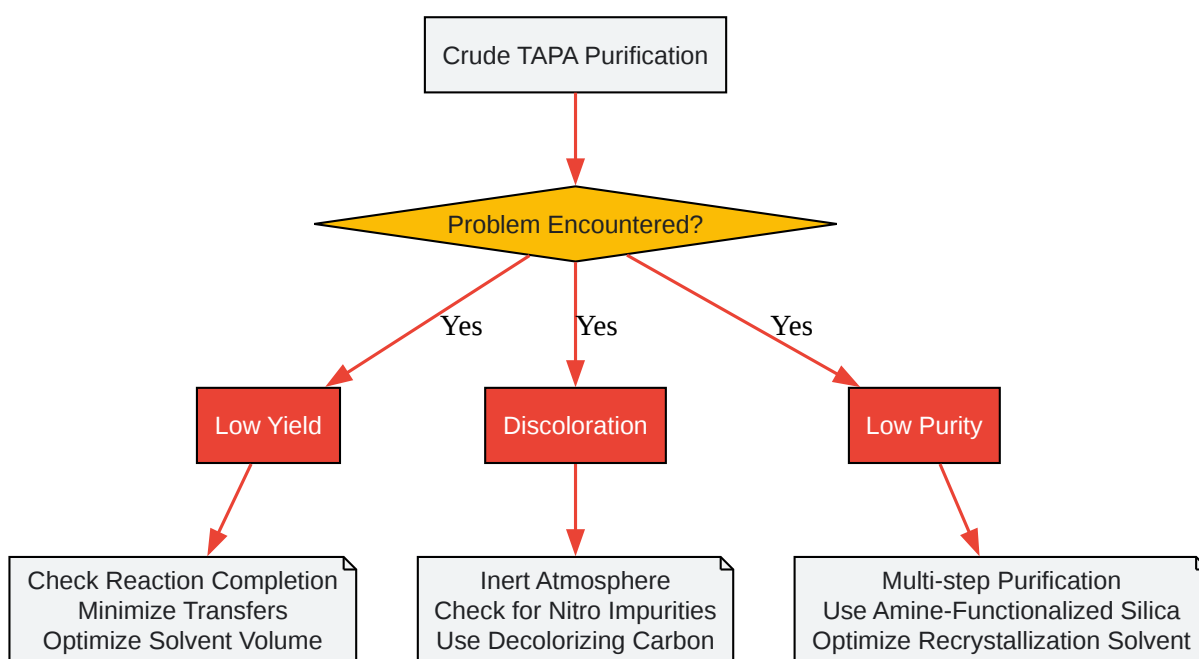 Crude TAPA Purification
Problem Encountered?
Yes
Yes
Yes
Low Yield
Discoloration
Low Purity
Check Reaction Completion
Minimize Transfers
Optimize Solvent Volume
Inert Atmosphere
Check for Nitro Impurities
Use Decolorizing Carbon
Multi-step Purification
Use Amine-Functionalized Silica
Optimize Recrystallization Solvent